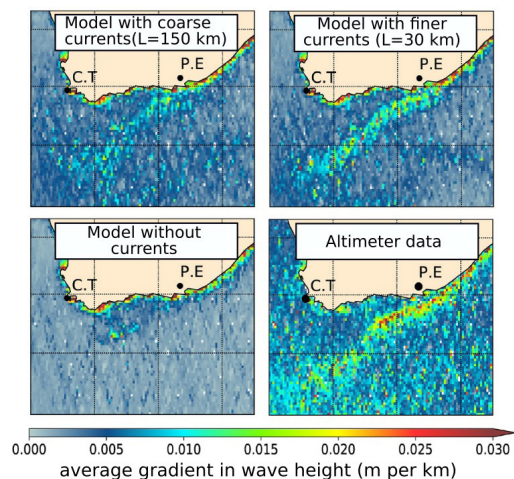 Model with coarse
currents(L=150 km)
P.E
C.T
Model with finer
currents (L=30 km)
P.E
C.T
Model without
currents
P.E
C.T
Altimeter data
P.E
C.T
0.000 0.005 0.010 0.015 0.020 0.025 0.030
average gradient in wave height (m per km)